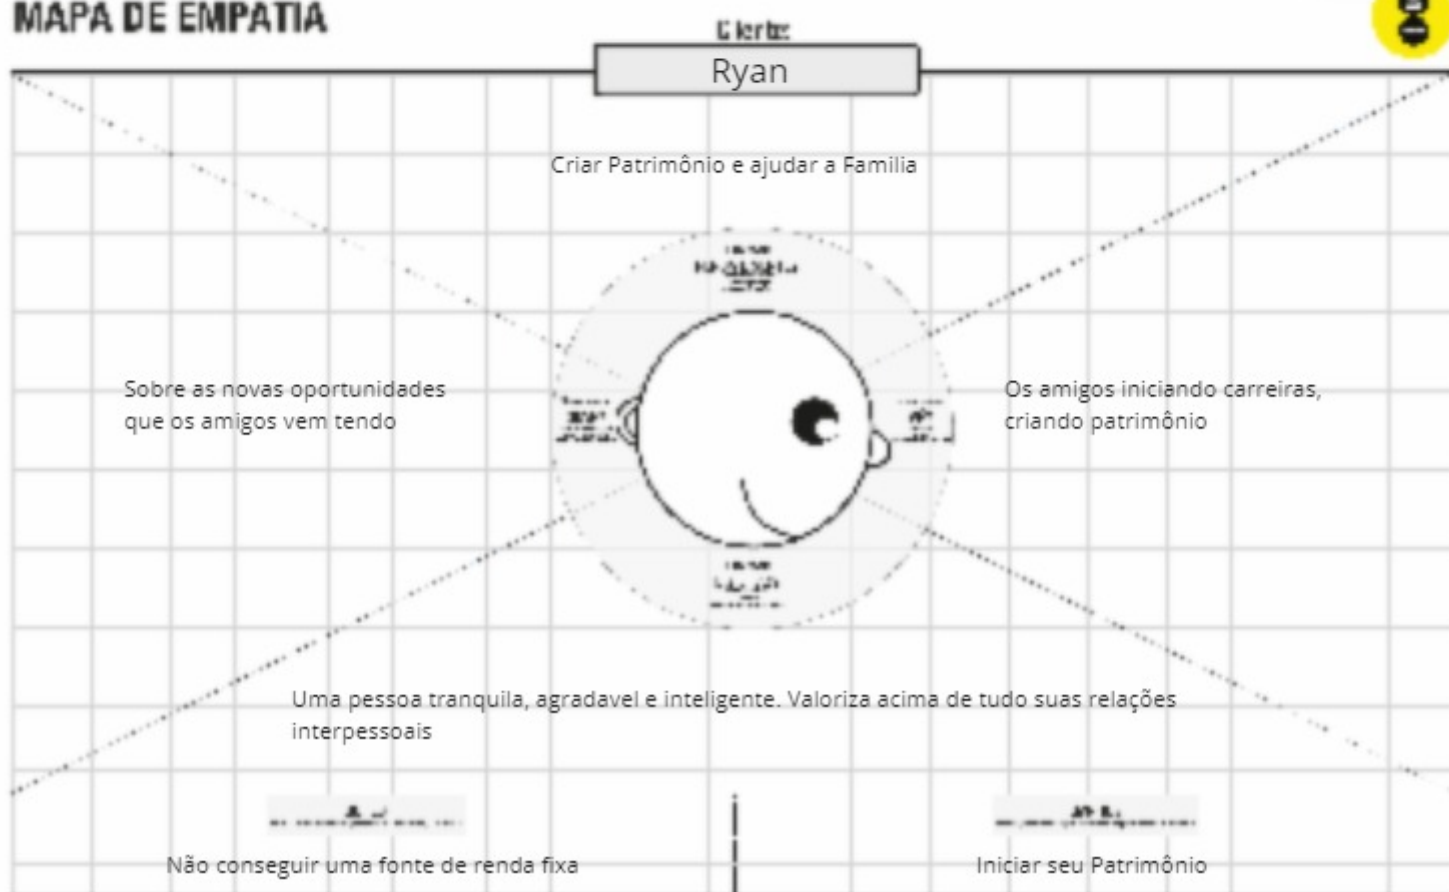 MAPA DE EMPATIA
Ryan
Criar Patrimônio e ajudar a Familia
Sobre as novas oportunidades
que os amigos vem tendo
Os amigos iniciando carreiras,
criando patrimônio
Uma pessoa tranquila, agradavel e inteligente. Valoriza acima de tudo suas relações
interpessoais
Não conseguir uma fonte de renda fixa
Iniciar seu Patrimônio